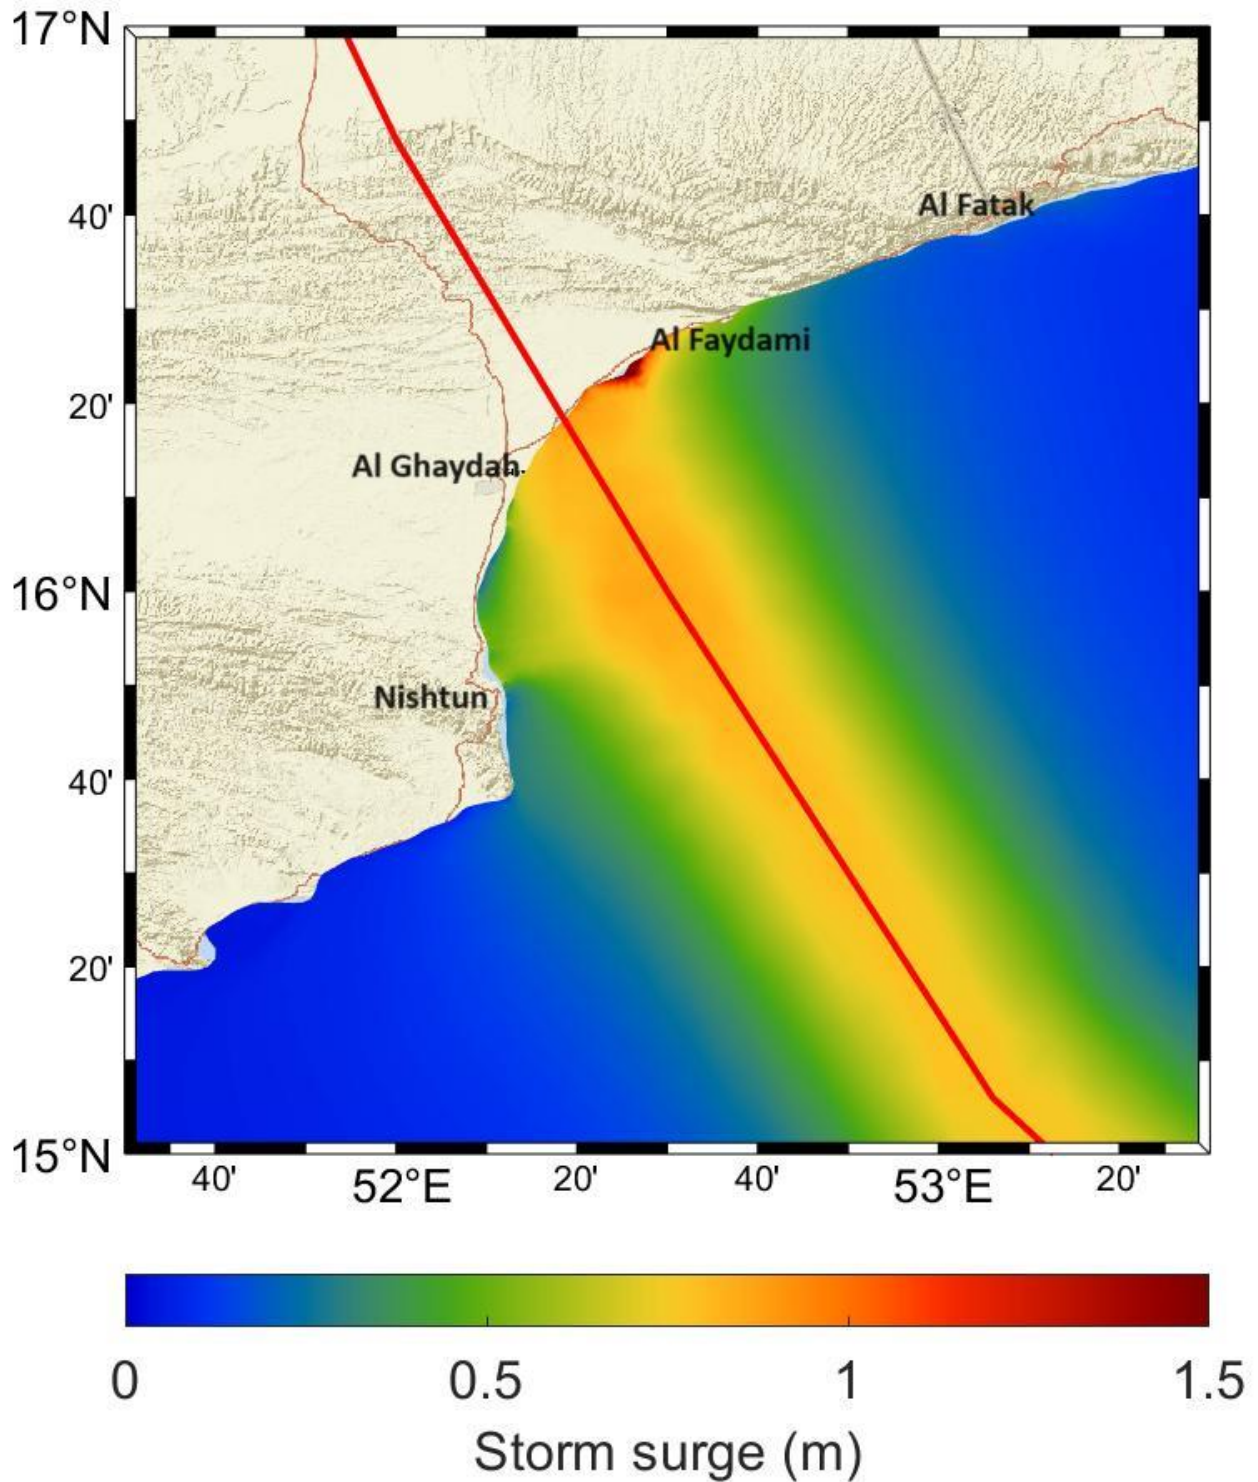 17°N
Al Fatak
40'
Al Faydami
20'
Al Ghaydah
16°N
Nishtun
40'
20'
15°N
40' 52°E 20' 40' 53°E 20'
0 0.5 1 1.5
Storm surge (m)